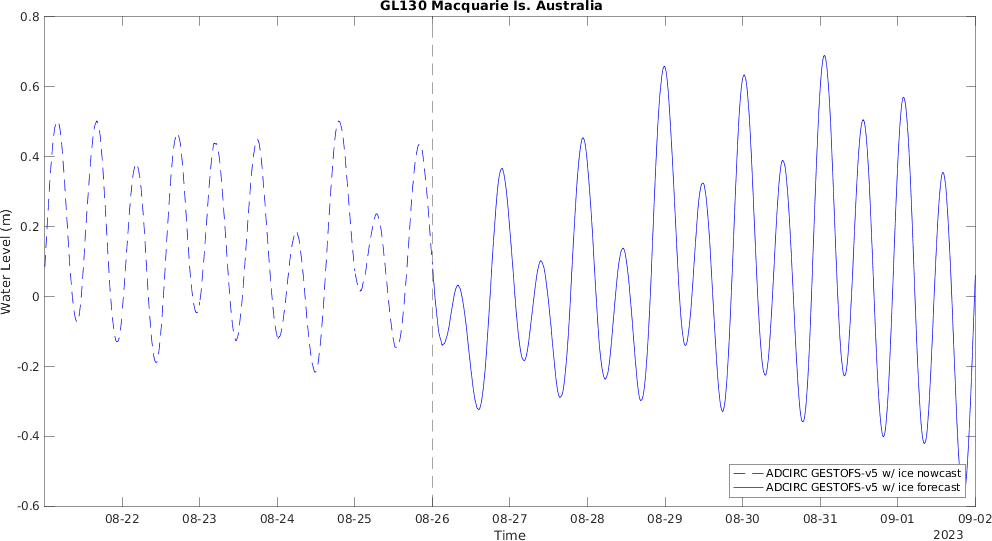 GL130 Macquarie Is. Australia
0.8
0.6
0.4
0.2
0
-0.2
-0.4
-0.6
Water Level (m)
ADCIRC GESTOFS-v5 w/ ice nowcast
ADCIRC GESTOFS-v5 w/ ice forecast
08-22 08-23 08-24 08-25 08-26 08-27 08-28 08-29 08-30 08-31 09-01 09-02
Time
2023